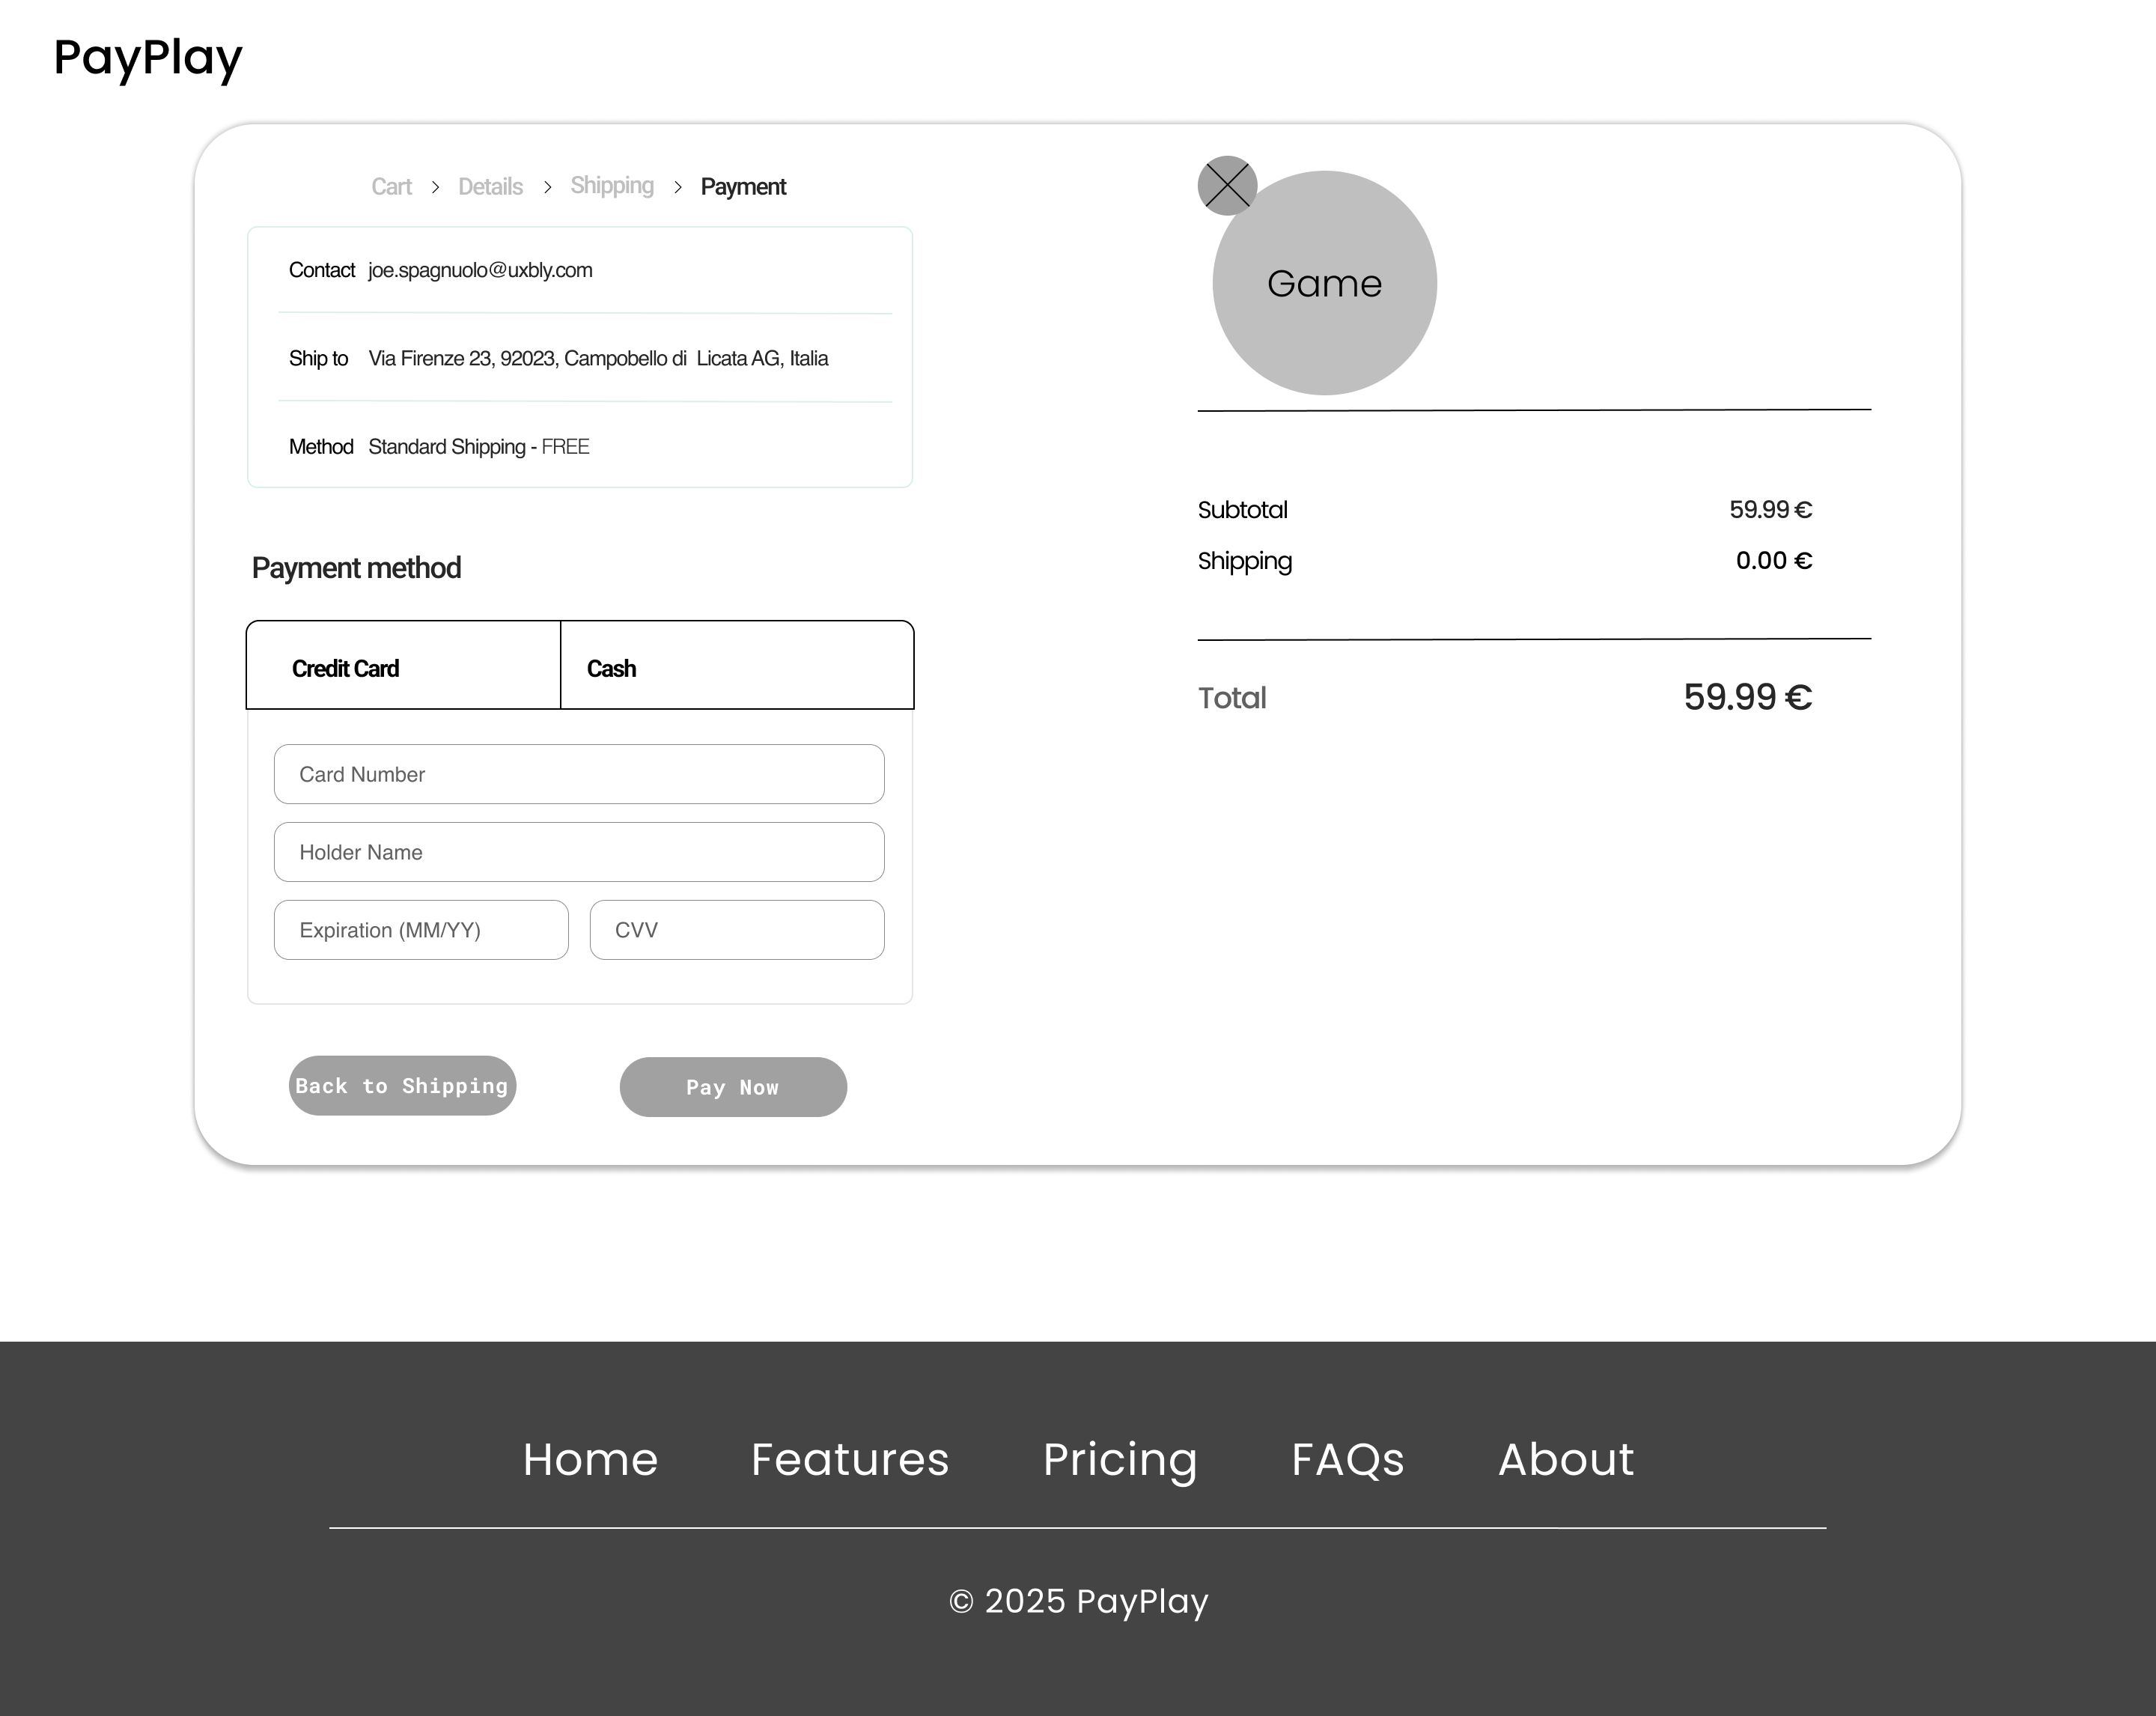 PayPlay
Cart > Details > Shipping > Payment
Contact joe.spagnuolo@uxbly.com
Ship to Via Firenze 23, 92023, Campobello di Licata AG, Italia
Method Standard Shipping - FREE
Payment method
Credit Card Cash
Card Number
Holder Name
Expiration (MM/YY) CVV
Back to Shipping Pay Now
Game
Subtotal 59.99 €
Shipping 0.00 €
Total 59.99 €
Home Features Pricing FAQs About
© 2025 PayPlay